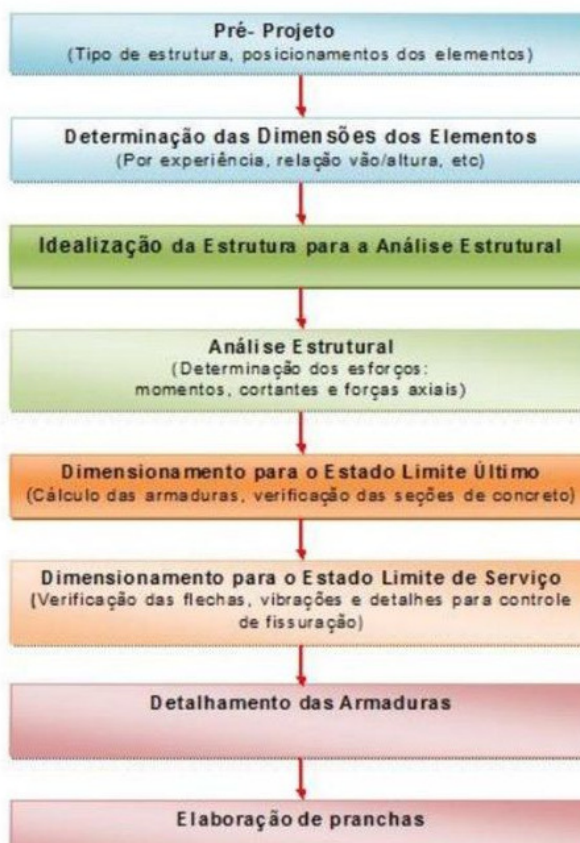 Pré- Projeto
(Tipo de estrutura, posicionamentos dos elementos)
Determinação das Dimensões dos Elementos
(Por experiência, relação vão/altura, etc)
Idealização da Estrutura para a Análise Estrutural
Análise Estrutural
(Determinação dos esforços:
momentos, cortantes e forças axiais)
Dimensionamento para o Estado Limite Último
(Cálculo das armaduras, verificação das seções de concreto)
Dimensionamento para o Estado Limite de Serviço
(Verificação das flechas, vibrações e detalhes para controle
de fissuração)
Detalhamento das Armaduras
Elaboração de pranchas